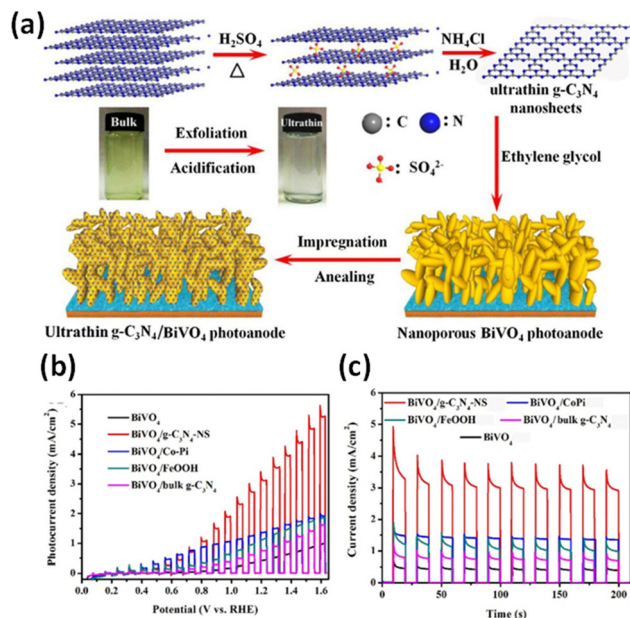 (a)
H₂SO₄
△
NH₄Cl
H₂O
ultrathin g-C₃N₄
nanosheets
Bulk
Exfoliation
Acidification
Ultrathin
: C
: N
: SO₄²⁻
Ethylene glycol
Impregnation
Anealing
Ultrathin g-C₃N₄/BiVO₄ photoanode
Nanoporous BiVO₄ photoanode
(b)
Photocurrent density (mA/cm²)
6
5
4
3
2
1
0
BiVO₄
BiVO₄/g-C₃N₄-NS
BiVO₄/Co-Pi
BiVO₄/FeOOH
BiVO₄/bulk g-C₃N₄
0.0 0.2 0.4 0.6 0.8 1.0 1.2 1.4 1.6
Potential (V vs. RHE)
(c)
Current density (mA/cm²)
6
5
4
3
2
1
0
BiVO₄/g-C₃N₄-NS BiVO₄/CoPi
BiVO₄/FeOOH BiVO₄/bulk g-C₃N₄
BiVO₄
0 50 100 150 200
Time (s)